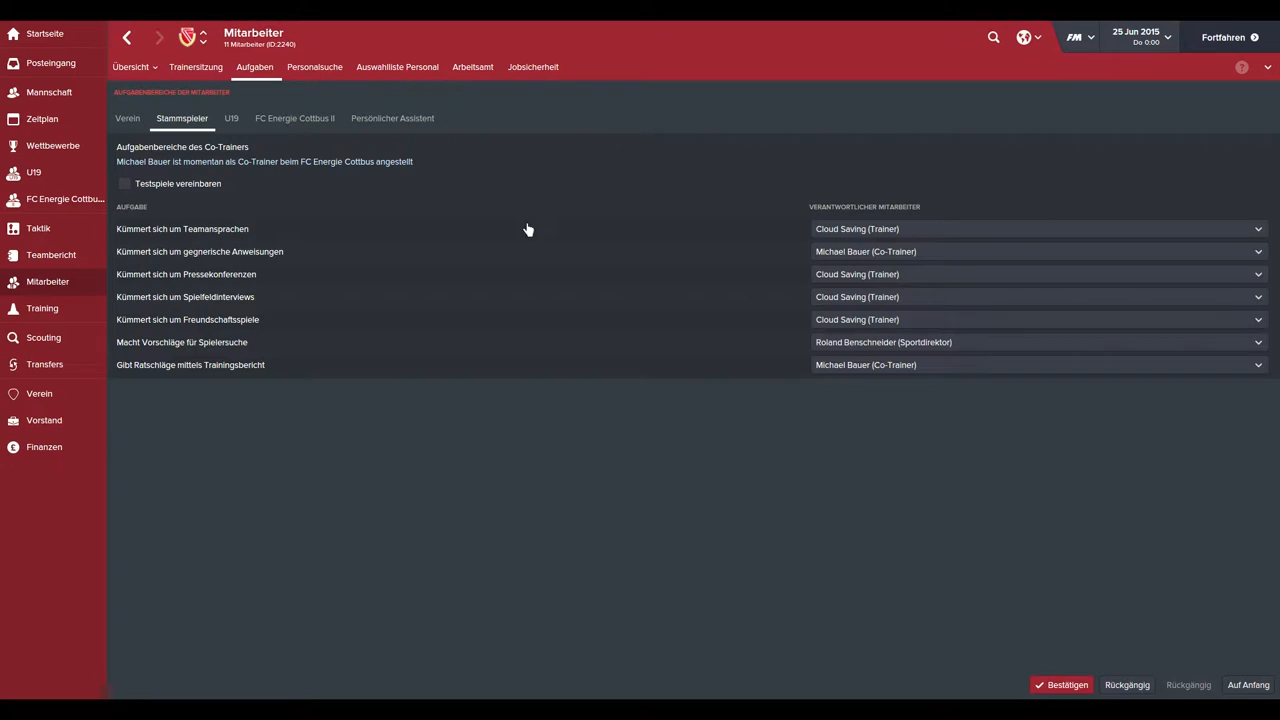 Startseite
Posteingang
Mannschaft
Zeitplan
Wettbewerbe
U19
FC Energie Cottbu...
Taktik
Teambericht
Mitarbeiter
Training
Scouting
Transfers
Verein
Vorstand
Finanzen
Mitarbeiter
11 Mitarbeiter (ID:2240)
FM
25 Jun 2015
Do 0:00
Fortfahren
Übersicht Trainersitzung Aufgaben Personalsuche Auswahlliste Personal Arbeitsamt Jobsicherheit
?
AUFGABENBEREICHE DER MITARBEITER
Verein Stammspieler U19 FC Energie Cottbus II Persönlicher Assistent
Aufgabenbereiche des Co-Trainers
Michael Bauer ist momentan als Co-Trainer beim FC Energie Cottbus angestellt
Testspiele vereinbaren
AUFGABE VERANTWORTLICHER MITARBEITER
Kümmert sich um Teamansprachen Cloud Saving (Trainer)
Kümmert sich um gegnerische Anweisungen Michael Bauer (Co-Trainer)
Kümmert sich um Pressekonferenzen Cloud Saving (Trainer)
Kümmert sich um Spielfeldinterviews Cloud Saving (Trainer)
Kümmert sich um Freundschaftsspiele Cloud Saving (Trainer)
Macht Vorschläge für Spielersuche Roland Benschneider (Sportdirektor)
Gibt Ratschläge mittels Trainingsbericht Michael Bauer (Co-Trainer)
Bestätigen Rückgängig Rückgängig Auf Anfang